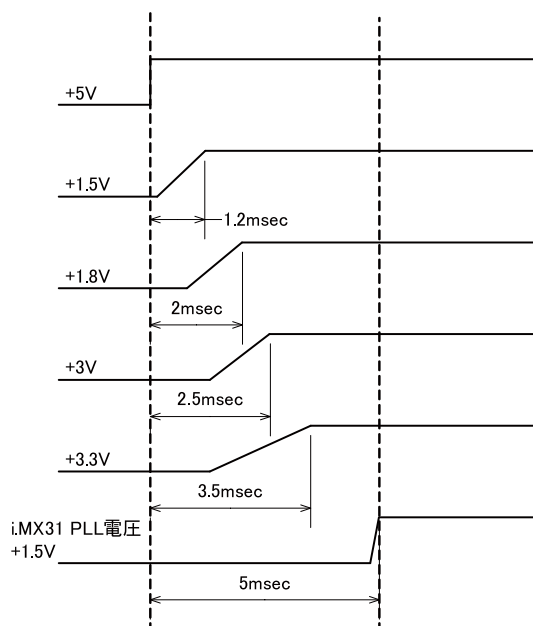 +5V
+1.5V
1.2msec
+1.8V
2msec
+3V
2.5msec
+3.3V
3.5msec
i.MX31 PLL電圧
+1.5V
5msec